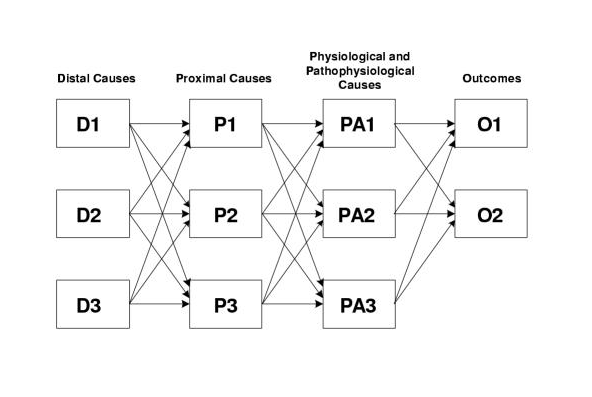 Distal Causes
Proximal Causes
Physiological and
Pathophysiological
Causes
Outcomes
D1
P1
PA1
O1
D2
P2
PA2
O2
D3
P3
PA3